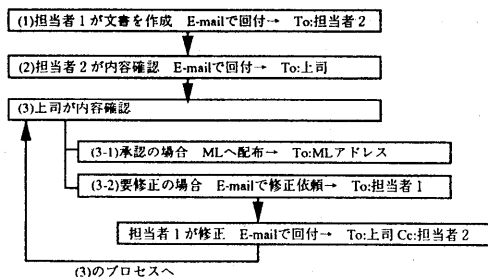 (1)担当者1が文書を作成 E-mailで回付→ To:担当者2
(2)担当者2が内容確認 E-mailで回付→ To:上司
(3)上司が内容確認
(3-1)承認の場合 MLへ配布→ To:MLアドレス
(3-2)要修正の場合 E-mailで修正依頼→ To:担当者1
担当者1が修正 E-mailで回付→ To:上司 Cc:担当者2
(3)のプロセスへ